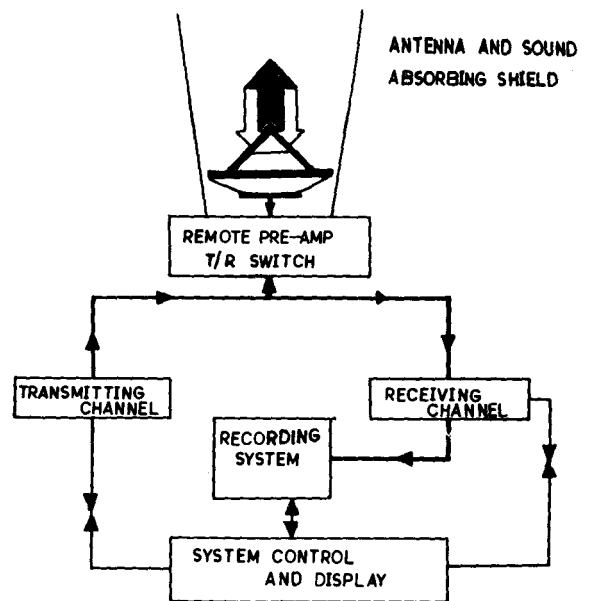 ANTENNA AND SOUND
ABSORBING SHIELD
REMOTE PRE-AMP
T/R SWITCH
TRANSMITTING
CHANNEL
RECEIVING
CHANNEL
RECORDING
SYSTEM
SYSTEM CONTROL
AND DISPLAY